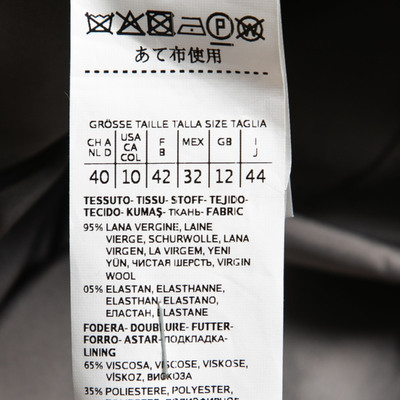 P W
あて布使用
GRÖSSE TAILLE TALLA SIZE TAGLIA
CH A NL D USA CA COL F B MEX GB I J
40 10 42 32 12 44
TESSUTO- TISSU- STOFF- TEJIDO-
TECIDO- KUMAŞ- ТКАНЬ- FABRIC
95% LANA VERGINE, LAINE
VIERGE, SCHURWOLLE, LANA
VIRGEN, LA VIRGEM, YENI
YÜN, ЧИСТАЯ ШЕРСТЬ, VIRGIN
WOOL
05% ELASTAN, ELASTHANNE,
ELASTHAN, ELASTANO,
ЕЛАСТАН, ELASTANE
FODERA- DOUBLURE- FUTTER-
FORRO- ASTAR- ПОДКЛАДКА-
LINING
65% VISCOSA, VISCOSE, VISKOSE,
VİSKOZ, ВИСКОЗА
35% POLIESTERE, POLYESTER,